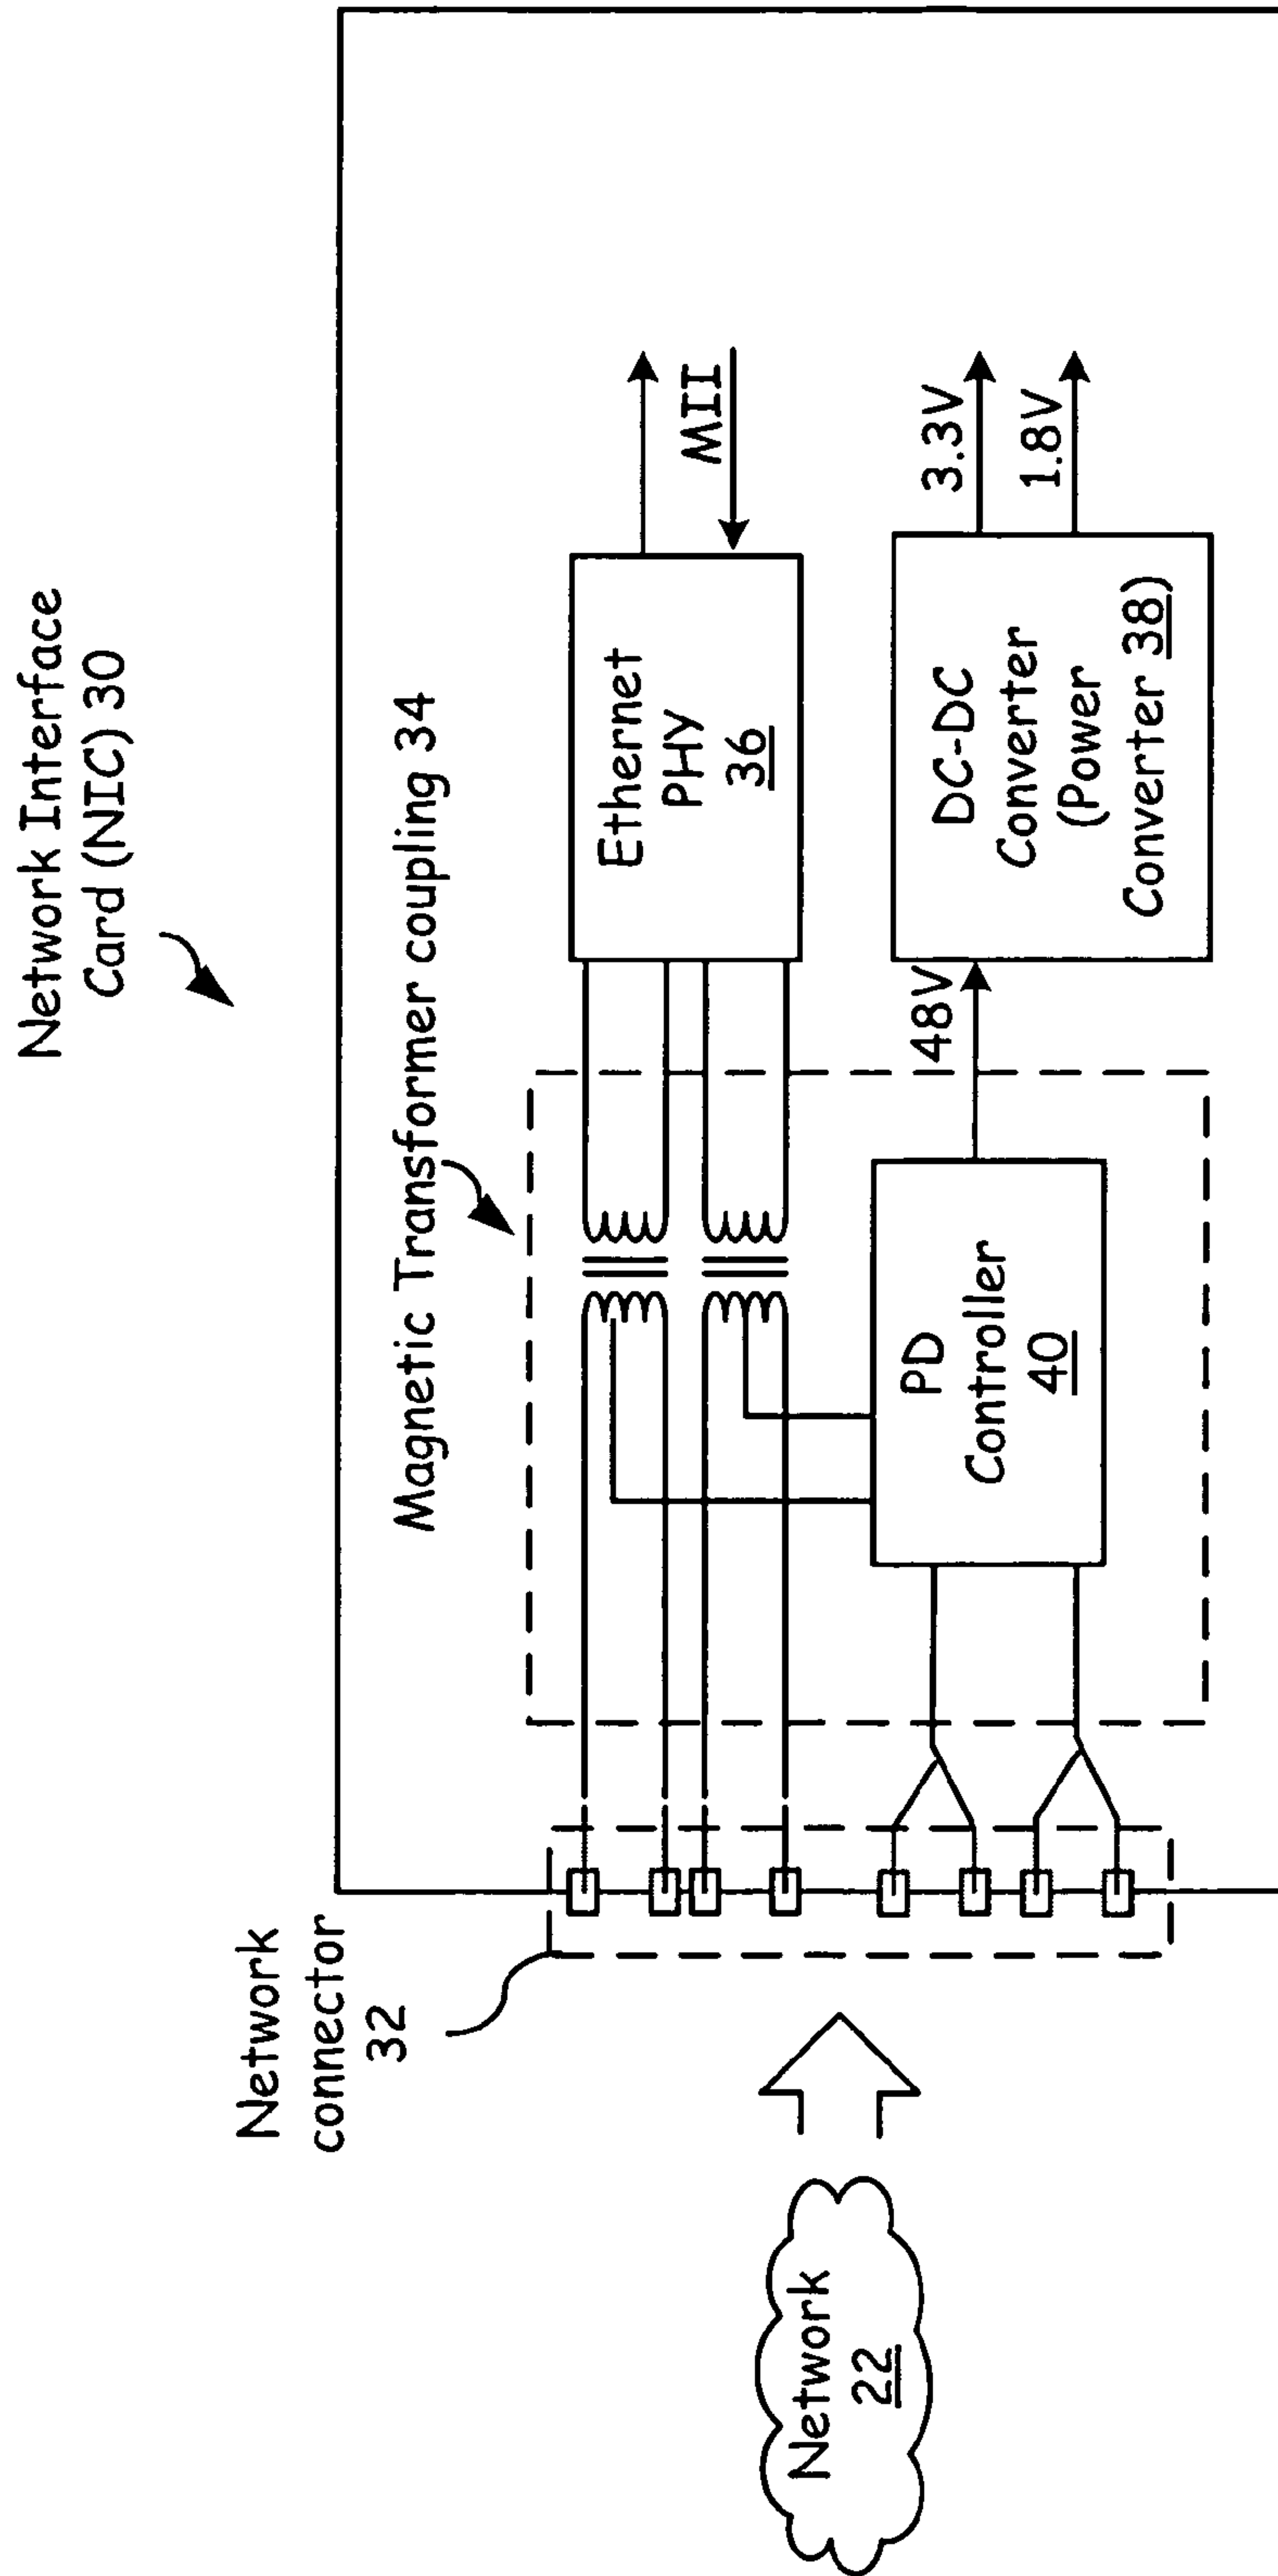 Network Interface
Card (NIC) 30
Magnetic Transformer coupling 34
Network
connector
32
Ethernet
PHY
36
MII
DC-DC
Converter
(Power
Converter 38)
48V
3.3V
1.8V
PD
Controller
40
Network
22